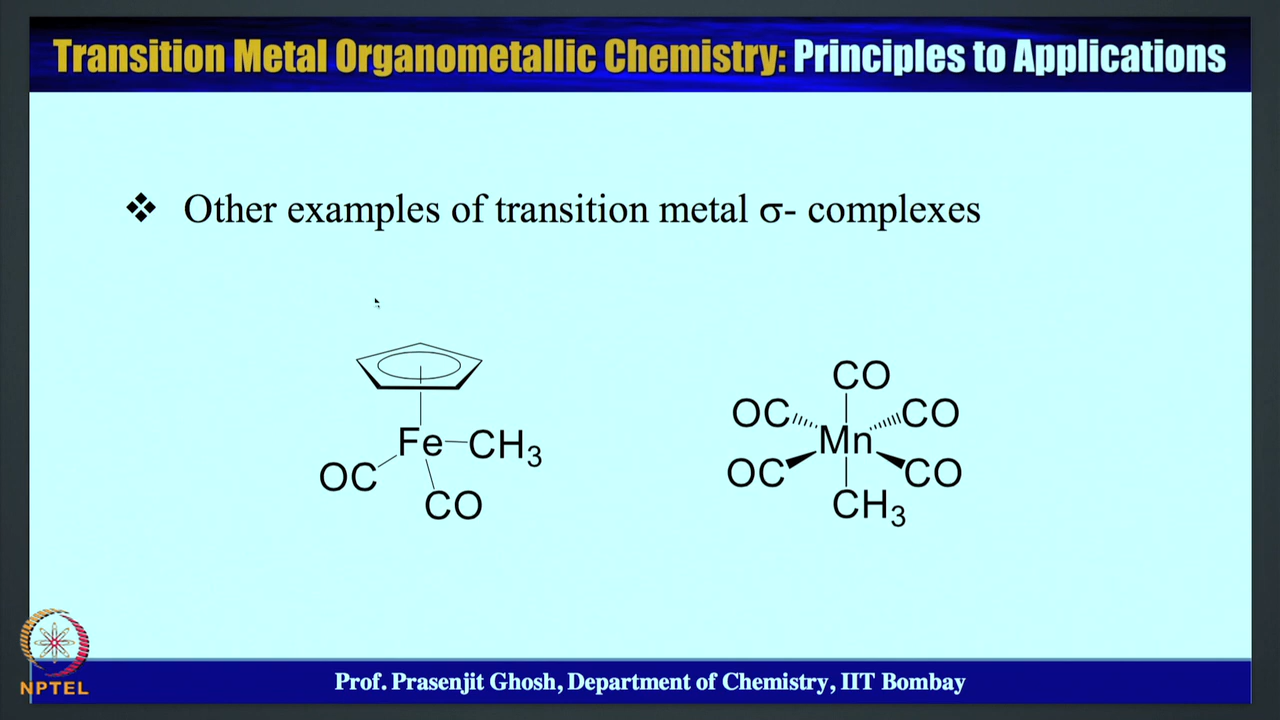 Transition Metal Organometallic Chemistry: Principles to Applications
❖ Other examples of transition metal σ- complexes
Fe CH₃
OC
CO
CO
OC CO
Mn
OC CO
CH₃
NPTEL
Prof. Prasenjit Ghosh, Department of Chemistry, IIT Bombay